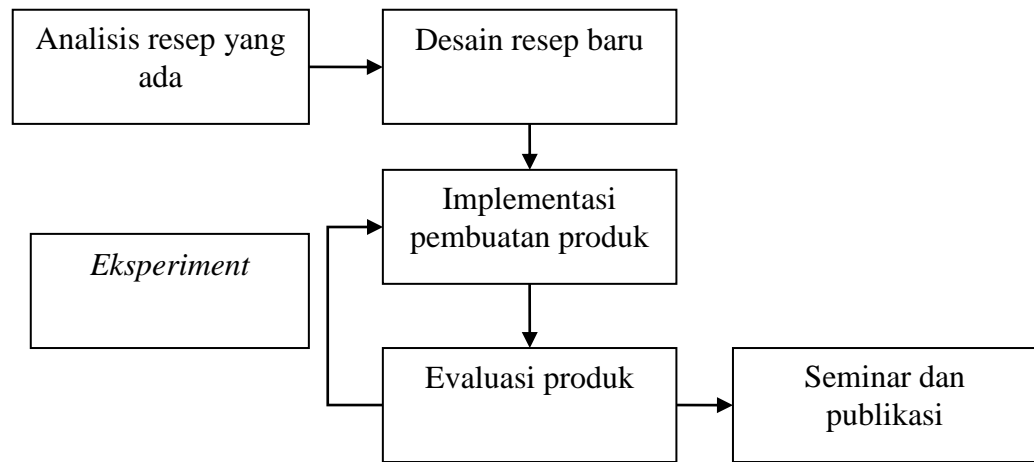 Analisis resep yang
ada
Desain resep baru
Implementasi
pembuatan produk
Eksperiment
Evaluasi produk
Seminar dan
publikasi